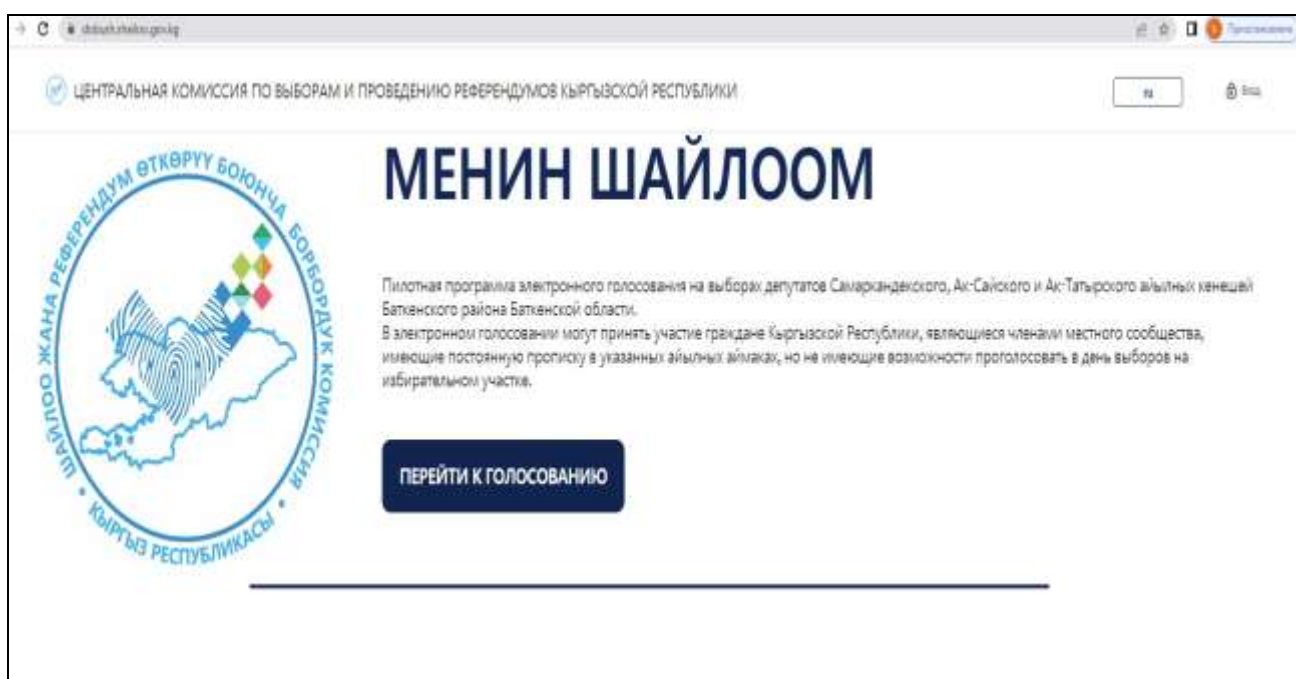 ЦЕНТРАЛЬНАЯ КОМИССИЯ ПО ВЫБОРАМ И ПРОВЕДЕНИЮ РЕФЕРЕНДУМОВ КЫРГЫЗСКОЙ РЕСПУБЛИКИ
ru
Вход
ШАЙЛОО ЖАНА РЕФЕРЕНДУМ ӨТКӨРҮҮ БОЮНЧА БОРБОРДУК КОМИССИЯ
• КЫРГЫЗ РЕСПУБЛИКАСЫ •
МЕНИН ШАЙЛООМ
Пилотная программа электронного голосования на выборах депутатов Самаркандекского, Ак-Сайского и Ак-Татырского айылных кенешей
Баткенского района Баткенской области.
В электронном голосовании могут принять участие граждане Кыргызской Республики, являющиеся членами местного сообщества,
имеющие постоянную прописку в указанных айылных аймаках, но не имеющие возможности проголосовать в день выборов на
избирательном участке.
ПЕРЕЙТИ К ГОЛОСОВАНИЮ